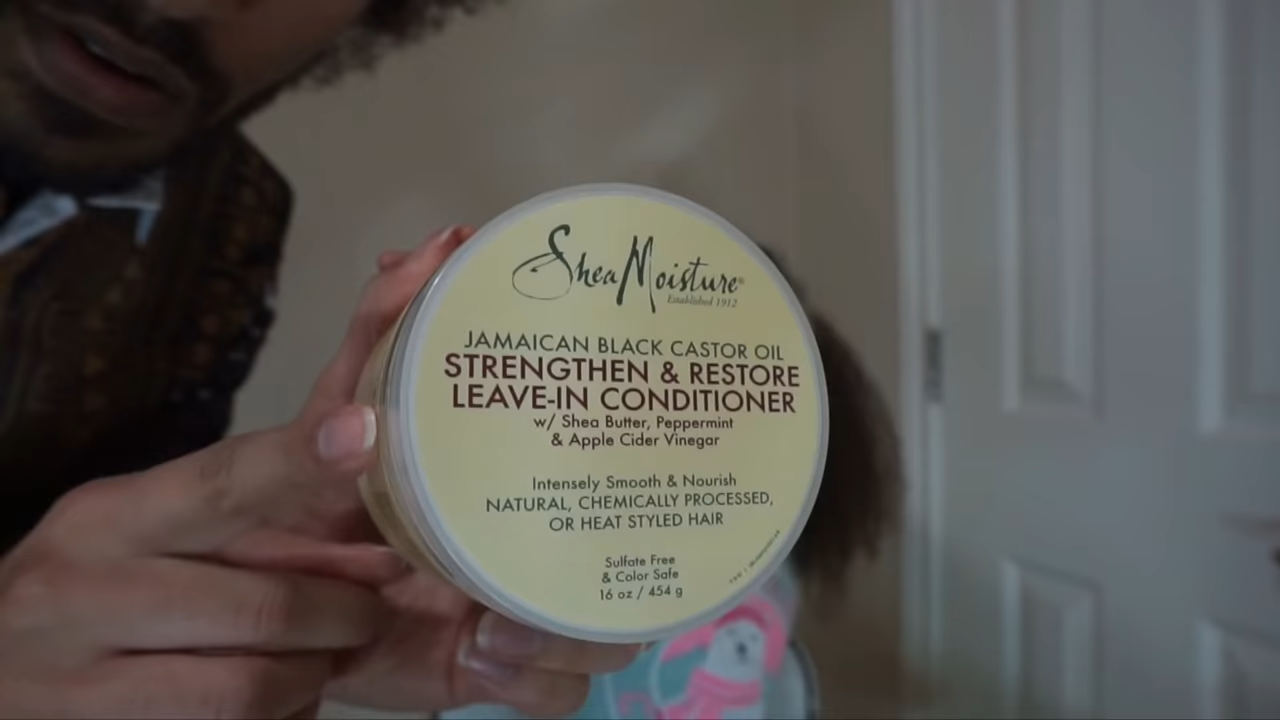 SheaMoisture®
Established 1912
JAMAICAN BLACK CASTOR OIL
STRENGTHEN & RESTORE
LEAVE-IN CONDITIONER
w/ Shea Butter, Peppermint
& Apple Cider Vinegar
Intensely Smooth & Nourish
NATURAL, CHEMICALLY PROCESSED,
OR HEAT STYLED HAIR
Sulfate Free
& Color Safe
16 oz / 454 g